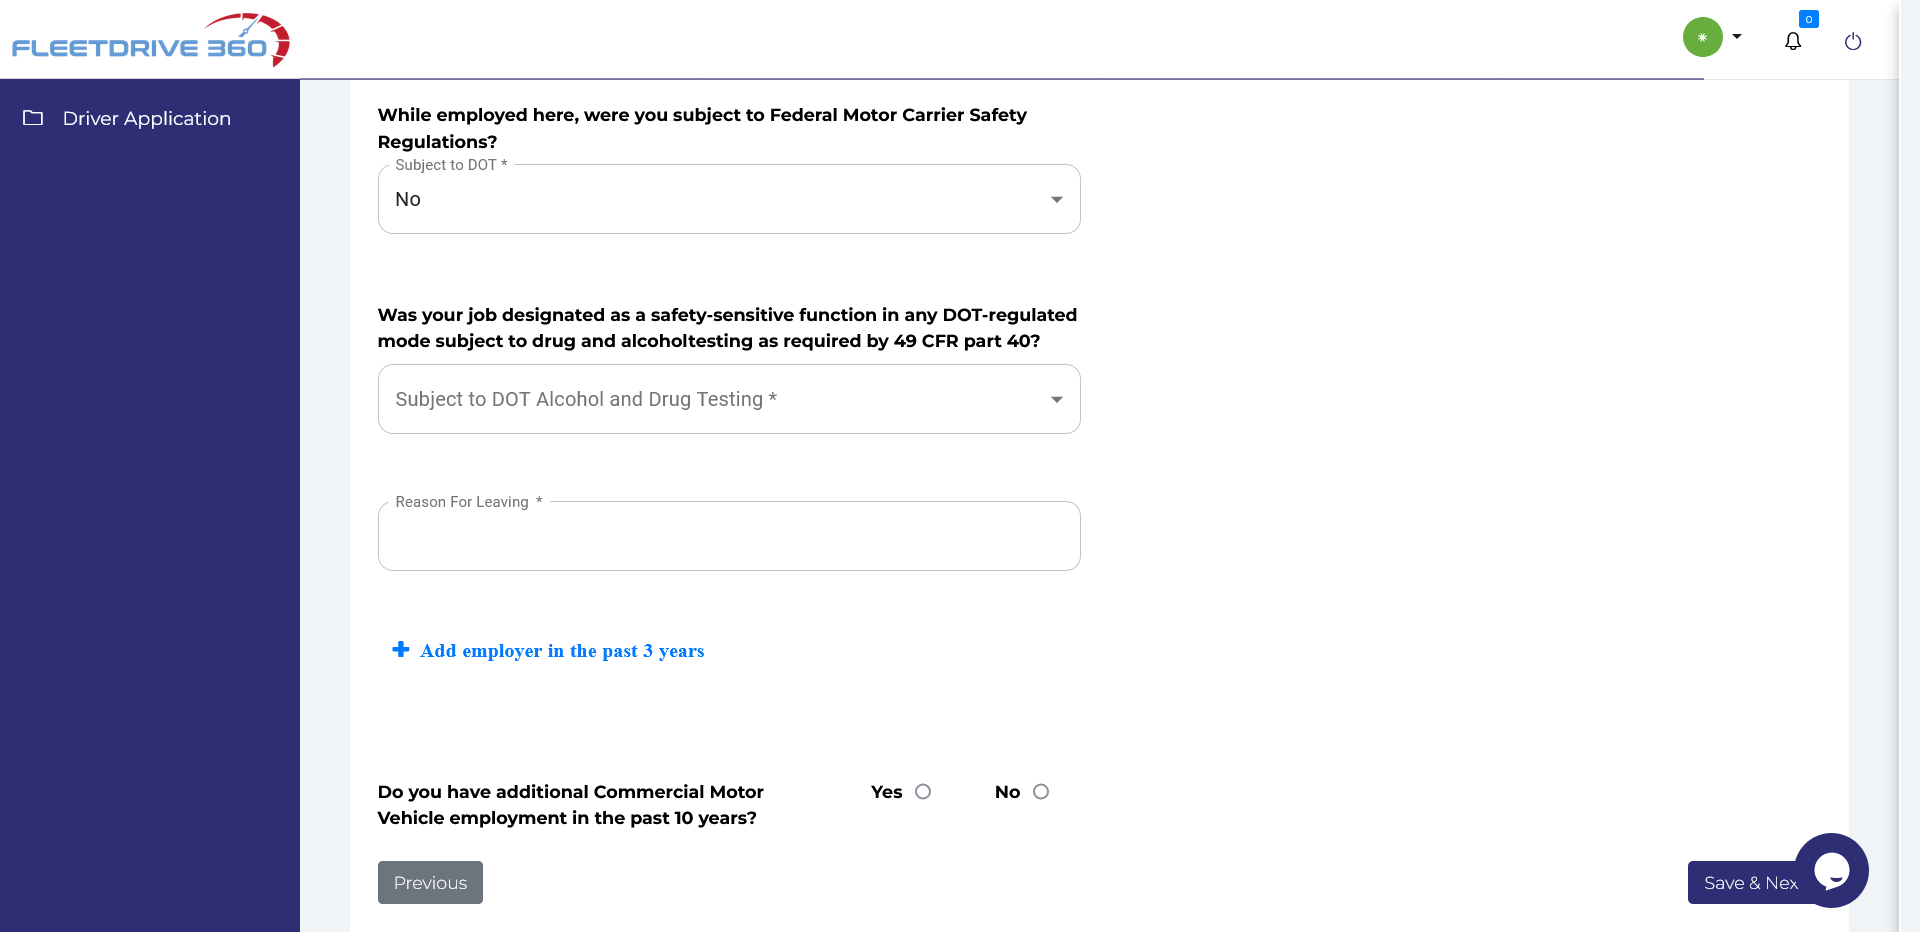 FLEETDRIVE 360
0
Driver Application
While employed here, were you subject to Federal Motor Carrier Safety
Regulations?
Subject to DOT *
No
Was your job designated as a safety-sensitive function in any DOT-regulated
mode subject to drug and alcoholtesting as required by 49 CFR part 40?
Subject to DOT Alcohol and Drug Testing *
Reason For Leaving *
Add employer in the past 3 years
Do you have additional Commercial Motor
Vehicle employment in the past 10 years?
Yes
No
Previous
Save & Nex